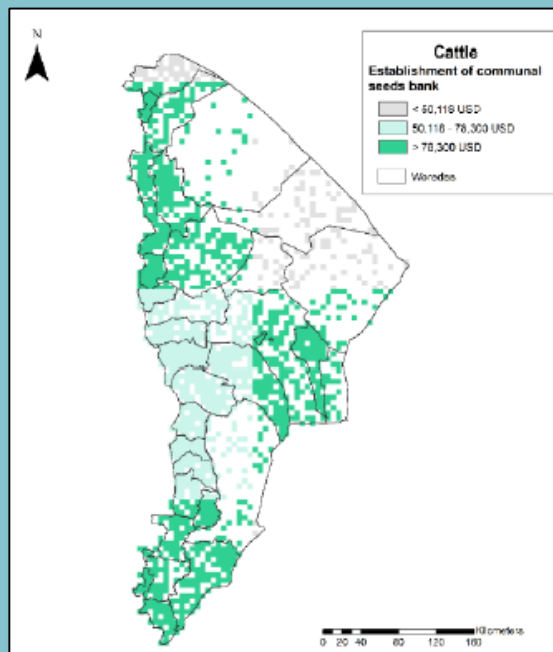 N
Cattle
Establishment of communal
seeds bank
< 50,118 USD
50,118 - 78,300 USD
> 78,300 USD
Woredas
Kilometers
0 10 20 40 80 120 160